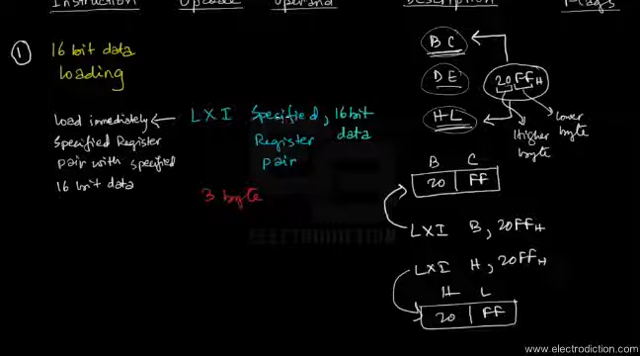 Instruction Opcode Operand Description Flags
① 16 bit data
Loading
Load immediately
Specified Register
pair with specified
16 bit data
LXI Specified, 16 bit
Register data
pair
3 byte
BC
DE
HL
20FFH
Higher
byte
Lower
byte
B C
20 FF
LXI B, 20FFH
LXI H, 20FFH
H L
20 FF
ELECTRODICTION
www.electrodiction.com